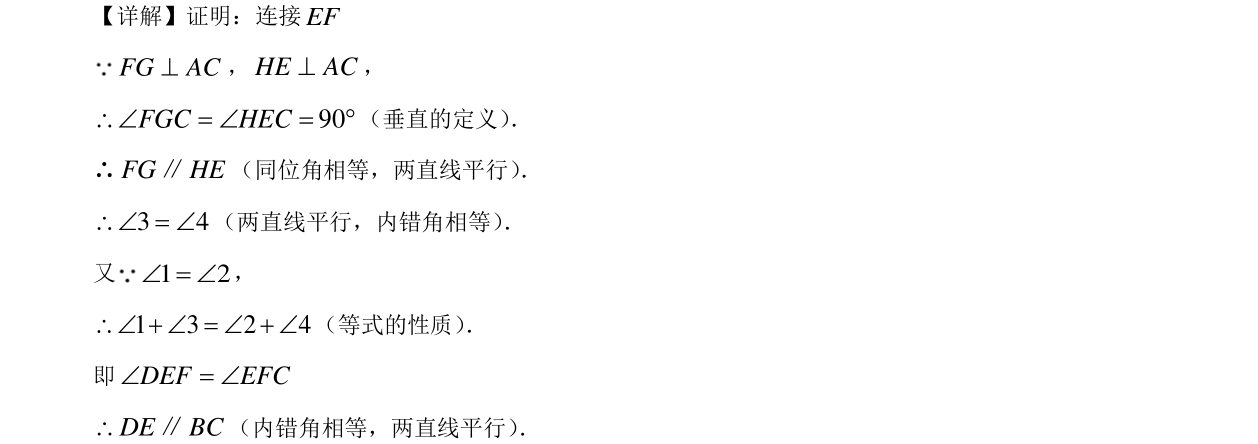 【详解】证明：连接 EF
∵ FG ⊥ AC，HE ⊥ AC，
∴ ∠FGC = ∠HEC = 90°（垂直的定义）.
∴ FG // HE（同位角相等，两直线平行）.
∴ ∠3 = ∠4（两直线平行，内错角相等）.
又∵ ∠1 = ∠2，
∴ ∠1+ ∠3 = ∠2 + ∠4（等式的性质）.
即 ∠DEF = ∠EFC
∴ DE // BC（内错角相等，两直线平行）.